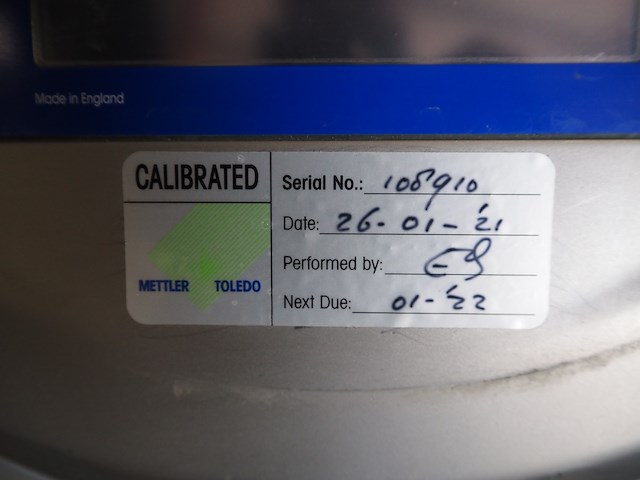 Made in England
CALIBRATED
METTLER TOLEDO
Serial No.: 108910
Date: 26-01-'21
Performed by:
Next Due: 01-'22